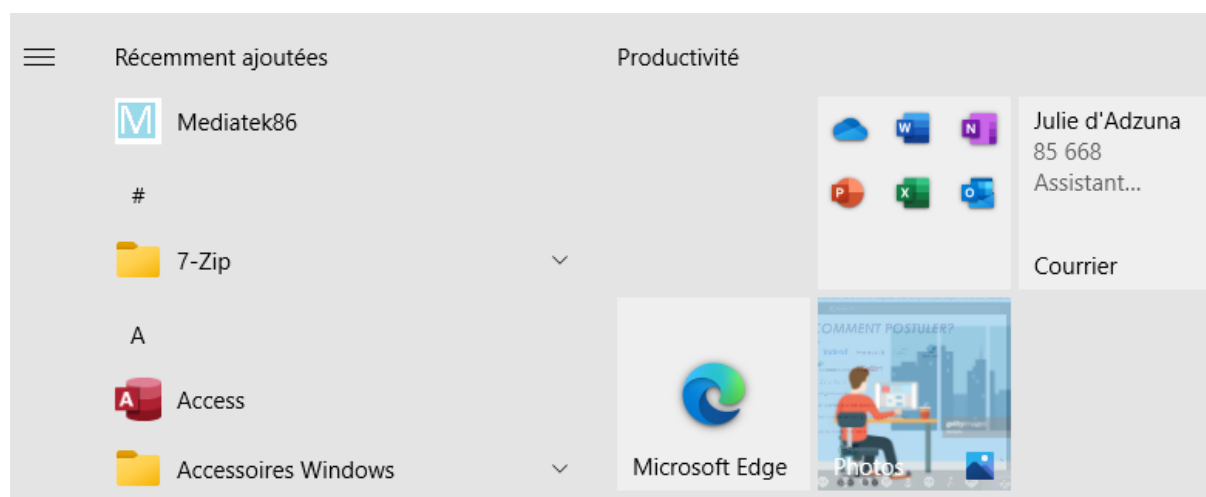 Récemment ajoutées
Mediatek86
#
7-Zip
A
Access
Accessoires Windows
Productivité
Julie d'Adzuna
85 668
Assistant...
Courrier
Microsoft Edge
COMMENT POSTULER?
Photos